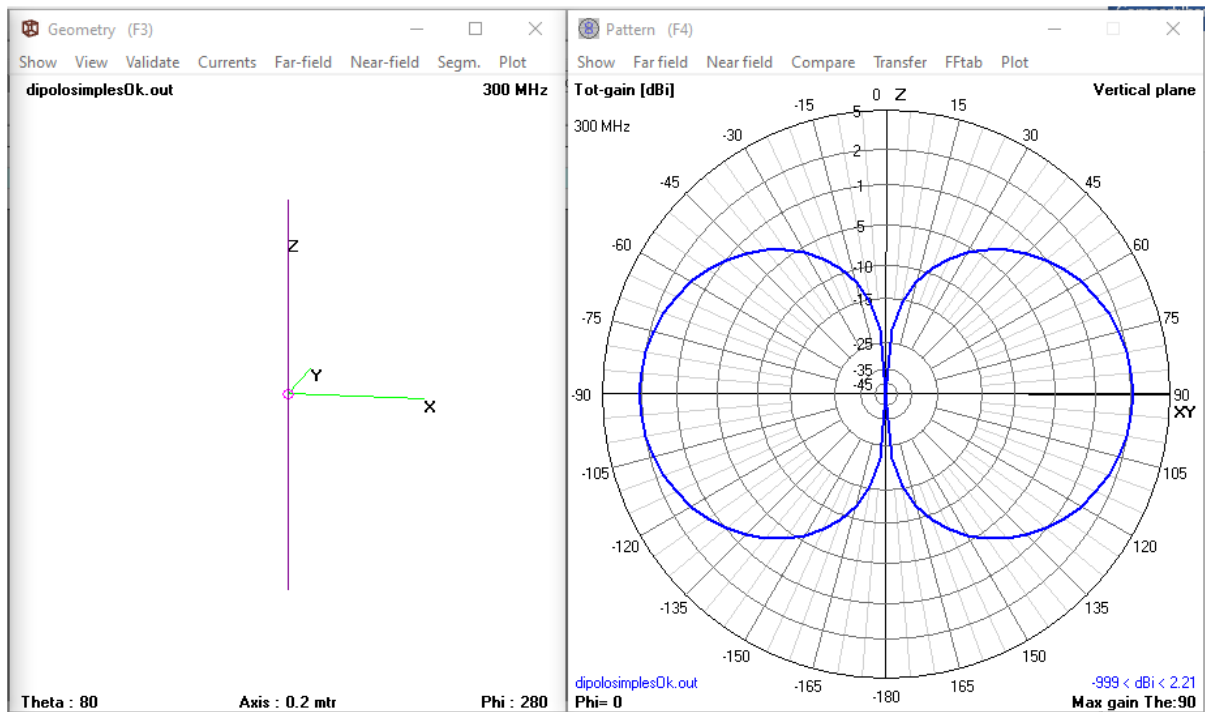 Geometry (F3)
Show View Validate Currents Far-field Near-field Segm. Plot
dipolosimplesOk.out 300 MHz
Z
Y
X
Theta : 80 Axis : 0.2 mtr Phi : 280
Pattern (F4)
Show Far field Near field Compare Transfer FFtab Plot
Tot-gain [dBi] 0 Z Vertical plane
300 MHz
-15 5 15
-30 2 30
-45 -1 45
-60 -5 60
-10
-75 -15 75
-25
-35
-45
-90 90
XY
-105 105
-120 120
-135 135
-150 150
-165 -180 165
dipolosimplesOk.out -999 < dBi < 2.21
Phi= 0 Max gain The:90